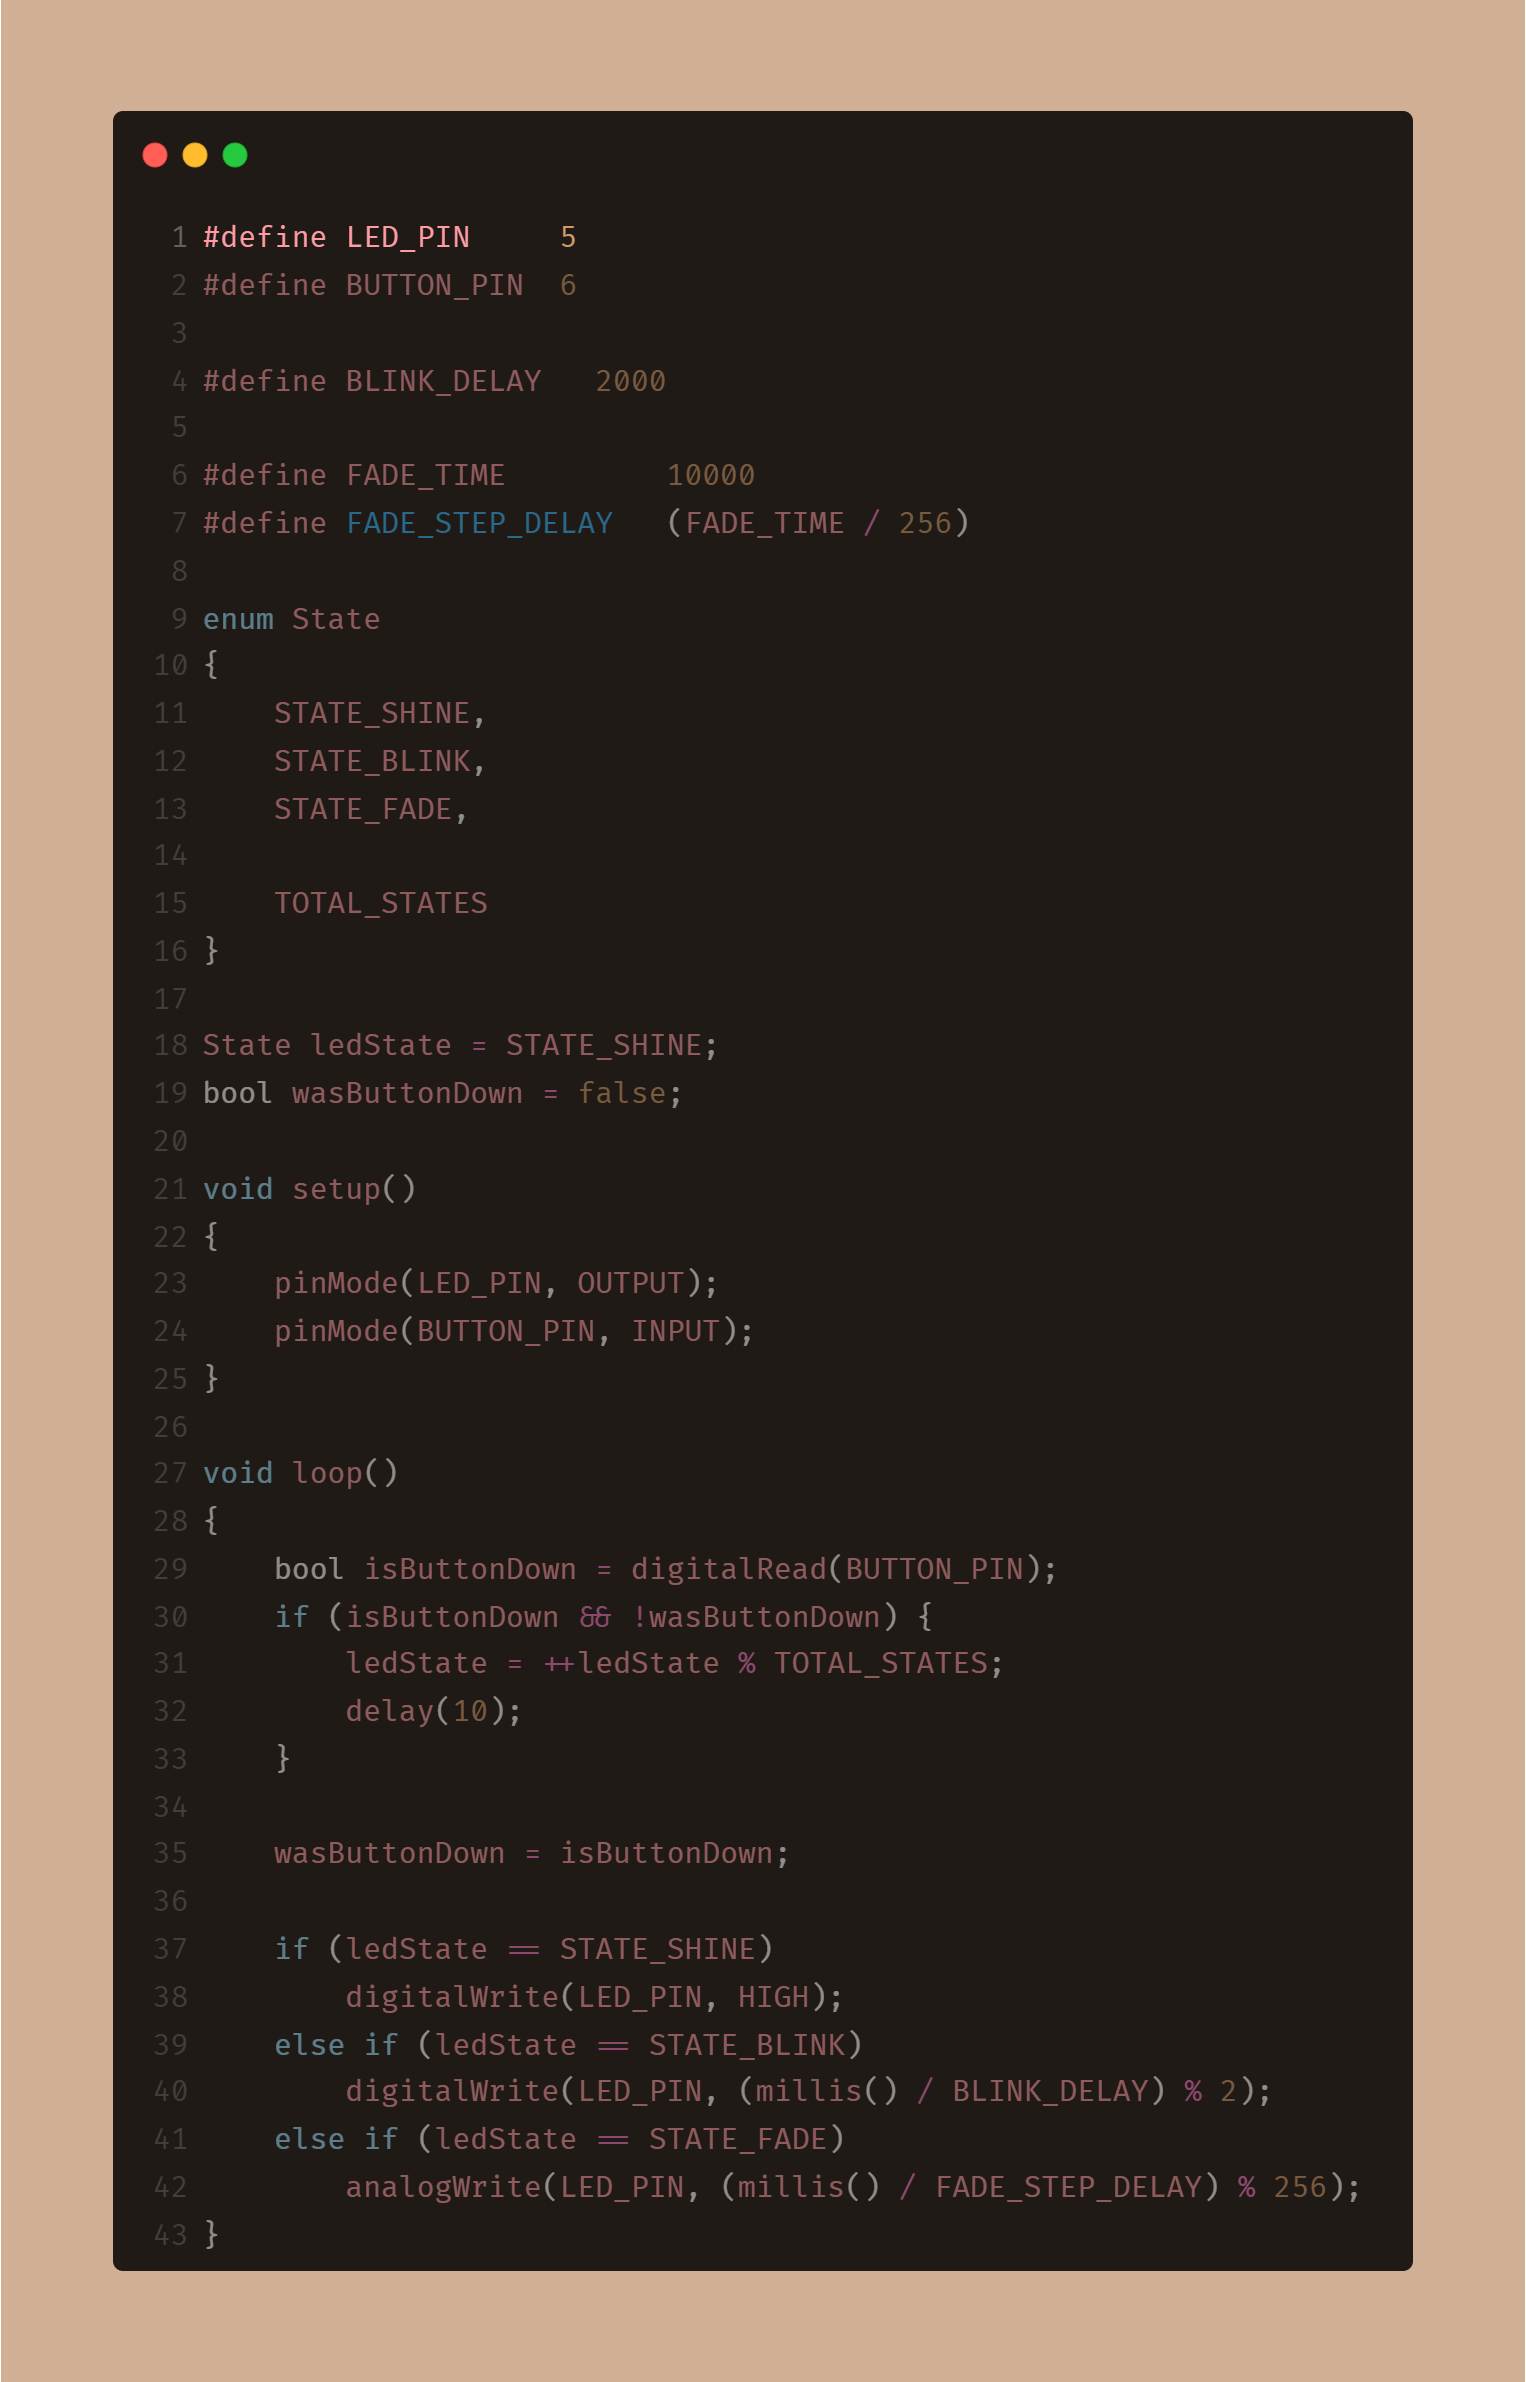 1 #define LED_PIN     5
2 #define BUTTON_PIN  6
3
4 #define BLINK_DELAY   2000
5
6 #define FADE_TIME         10000
7 #define FADE_STEP_DELAY   (FADE_TIME / 256)
8
9 enum State
10 {
11     STATE_SHINE,
12     STATE_BLINK,
13     STATE_FADE,
14
15     TOTAL_STATES
16 }
17
18 State ledState = STATE_SHINE;
19 bool wasButtonDown = false;
20
21 void setup()
22 {
23     pinMode(LED_PIN, OUTPUT);
24     pinMode(BUTTON_PIN, INPUT);
25 }
26
27 void loop()
28 {
29     bool isButtonDown = digitalRead(BUTTON_PIN);
30     if (isButtonDown && !wasButtonDown) {
31         ledState = ++ledState % TOTAL_STATES;
32         delay(10);
33     }
34
35     wasButtonDown = isButtonDown;
36
37     if (ledState == STATE_SHINE)
38         digitalWrite(LED_PIN, HIGH);
39     else if (ledState == STATE_BLINK)
40         digitalWrite(LED_PIN, (millis() / BLINK_DELAY) % 2);
41     else if (ledState == STATE_FADE)
42         analogWrite(LED_PIN, (millis() / FADE_STEP_DELAY) % 256);
43 }